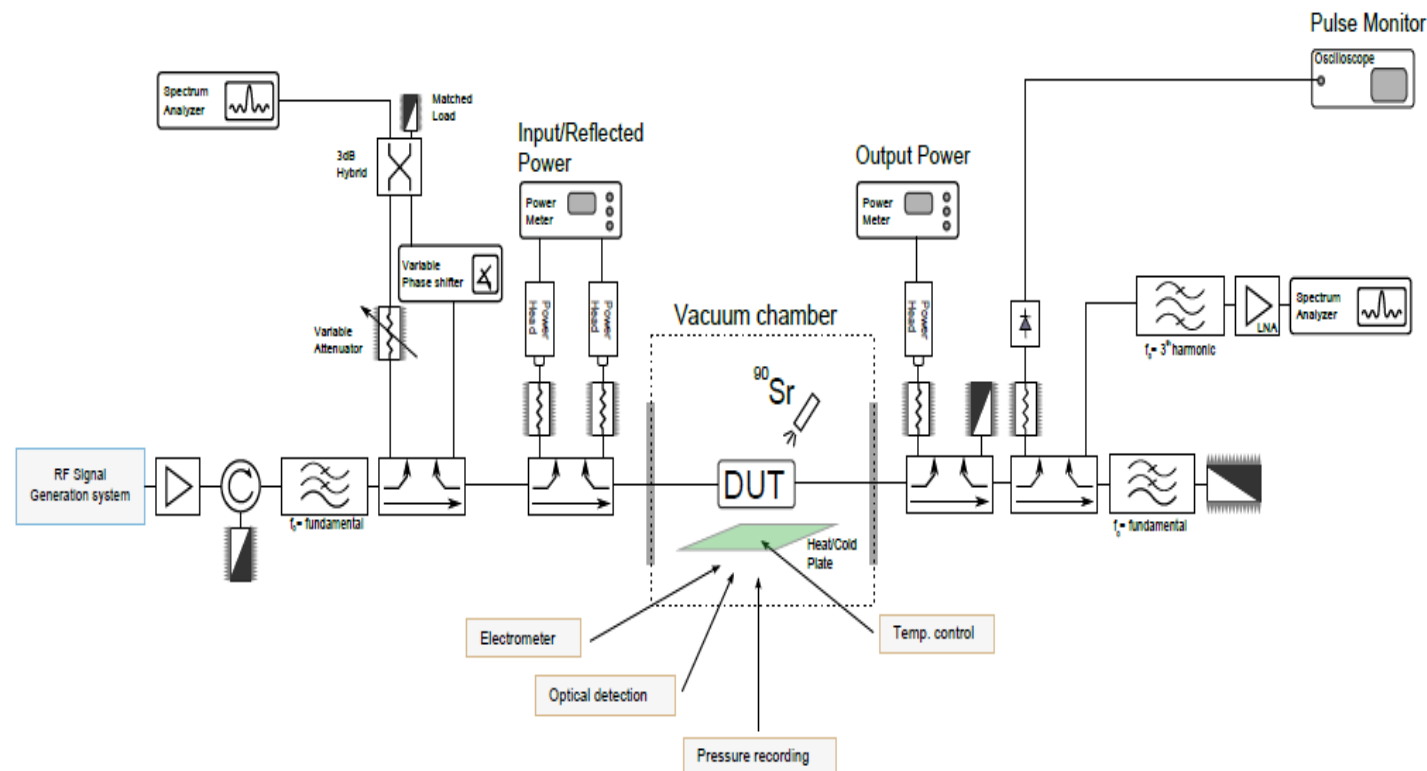 Pulse Monitor
Oscilloscope
Spectrum
Analyzer
Matched
Load
3dB
Hybrid
Input/Reflected
Power
Power
Meter
Output Power
Power
Meter
Variable
Phase shifter
Variable
Attenuator
Power
Head
Power
Head
Power
Head
Vacuum chamber
⁹⁰Sr
f₀= 3ᵗʰ harmonic
LNA
Spectrum
Analyzer
RF Signal
Generation system
f₀= fundamental
DUT
f₀= fundamental
Heat/Cold
Plate
Electrometer
Temp. control
Optical detection
Pressure recording